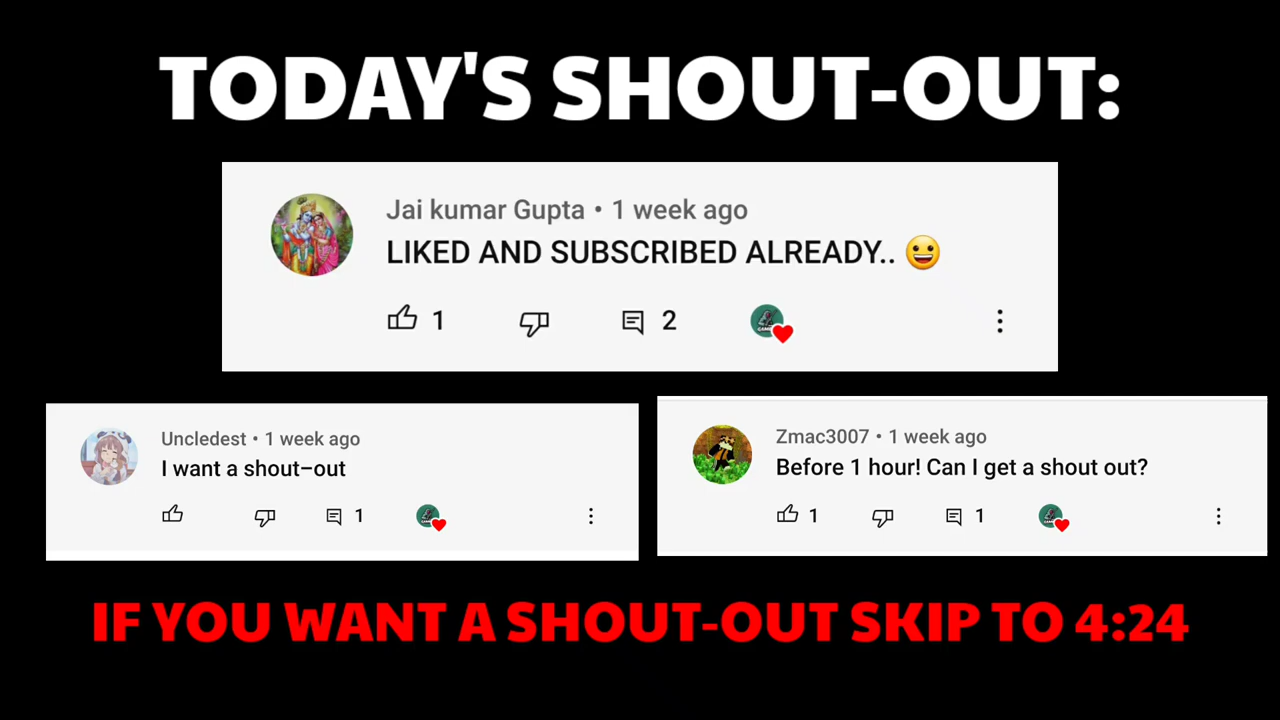 TODAY'S SHOUT-OUT:
Jai kumar Gupta • 1 week ago
LIKED AND SUBSCRIBED ALREADY.. 😀
1 2
Uncledest • 1 week ago
I want a shout-out
1
Zmac3007 • 1 week ago
Before 1 hour! Can I get a shout out?
1 1
IF YOU WANT A SHOUT-OUT SKIP TO 4:24